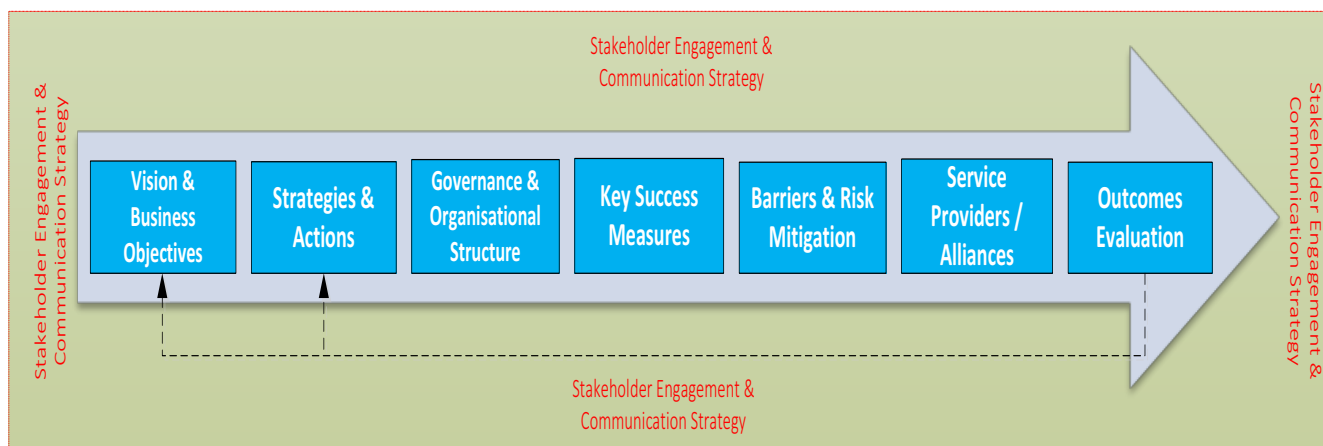 Stakeholder Engagement &
Communication Strategy
Stakeholder Engagement &
Communication Strategy
Vision &
Business
Objectives
Strategies &
Actions
Governance &
Organisational
Structure
Key Success
Measures
Barriers & Risk
Mitigation
Service
Providers /
Alliances
Outcomes
Evaluation
Stakeholder Engagement &
Communication Strategy
Stakeholder Engagement &
Communication Strategy